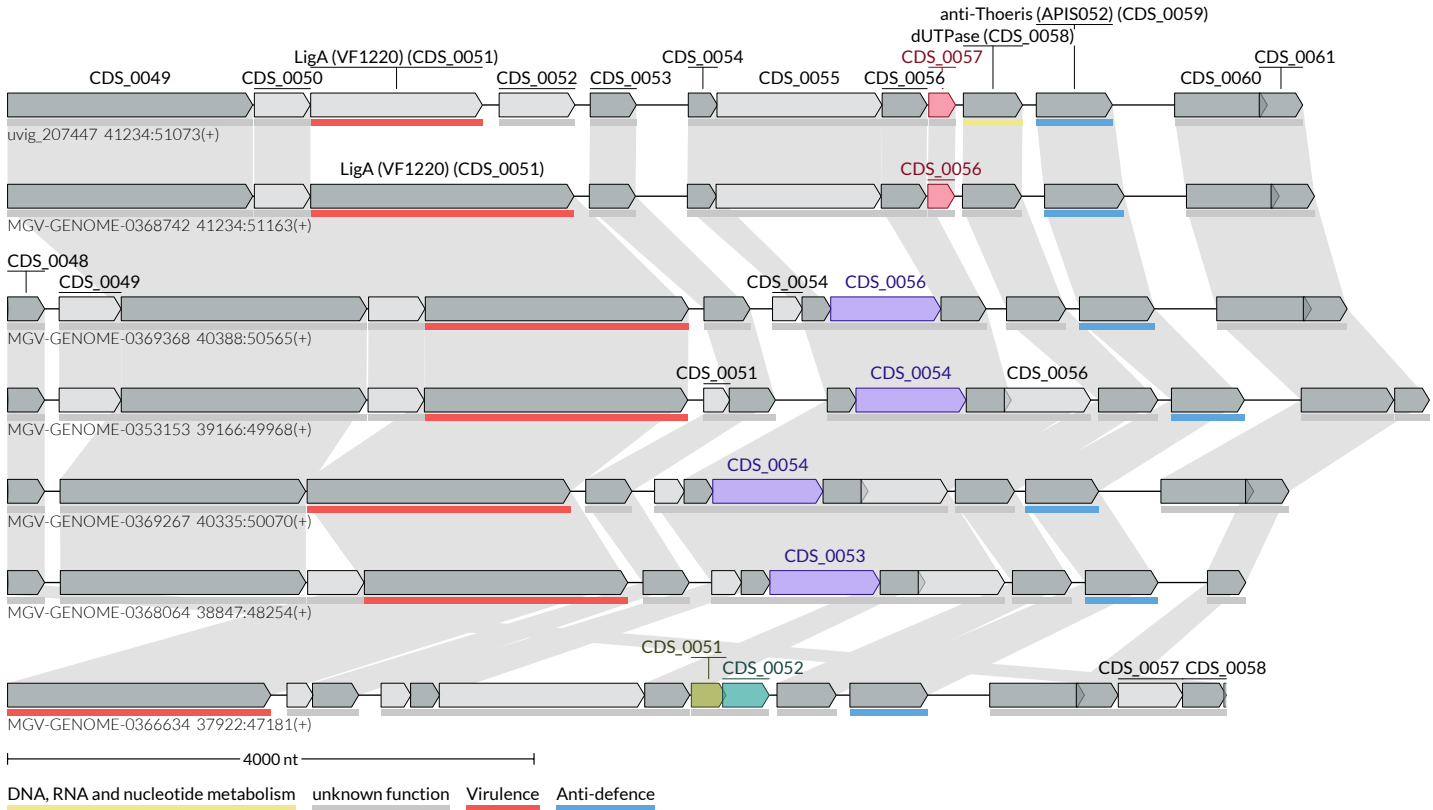 anti-Thoeris (APIS052) (CDS_0059)
dUTPase (CDS_0058)
LigA (VF1220) (CDS_0051) CDS_0054 CDS_0057 CDS_0061
CDS_0049 CDS_0050 CDS_0052 CDS_0053 CDS_0055 CDS_0056 CDS_0060
uvig_207447 41234:51073(+)
LigA (VF1220) (CDS_0051) CDS_0056
MGV-GENOME-0368742 41234:51163(+)
CDS_0048
CDS_0049 CDS_0054 CDS_0056
MGV-GENOME-0369368 40388:50565(+)
CDS_0051 CDS_0054 CDS_0056
MGV-GENOME-0353153 39166:49968(+)
CDS_0054
MGV-GENOME-0369267 40335:50070(+)
CDS_0053
MGV-GENOME-0368064 38847:48254(+)
CDS_0051
CDS_0052 CDS_0057 CDS_0058
MGV-GENOME-0366634 37922:47181(+)
4000 nt
DNA, RNA and nucleotide metabolism unknown function Virulence Anti-defence